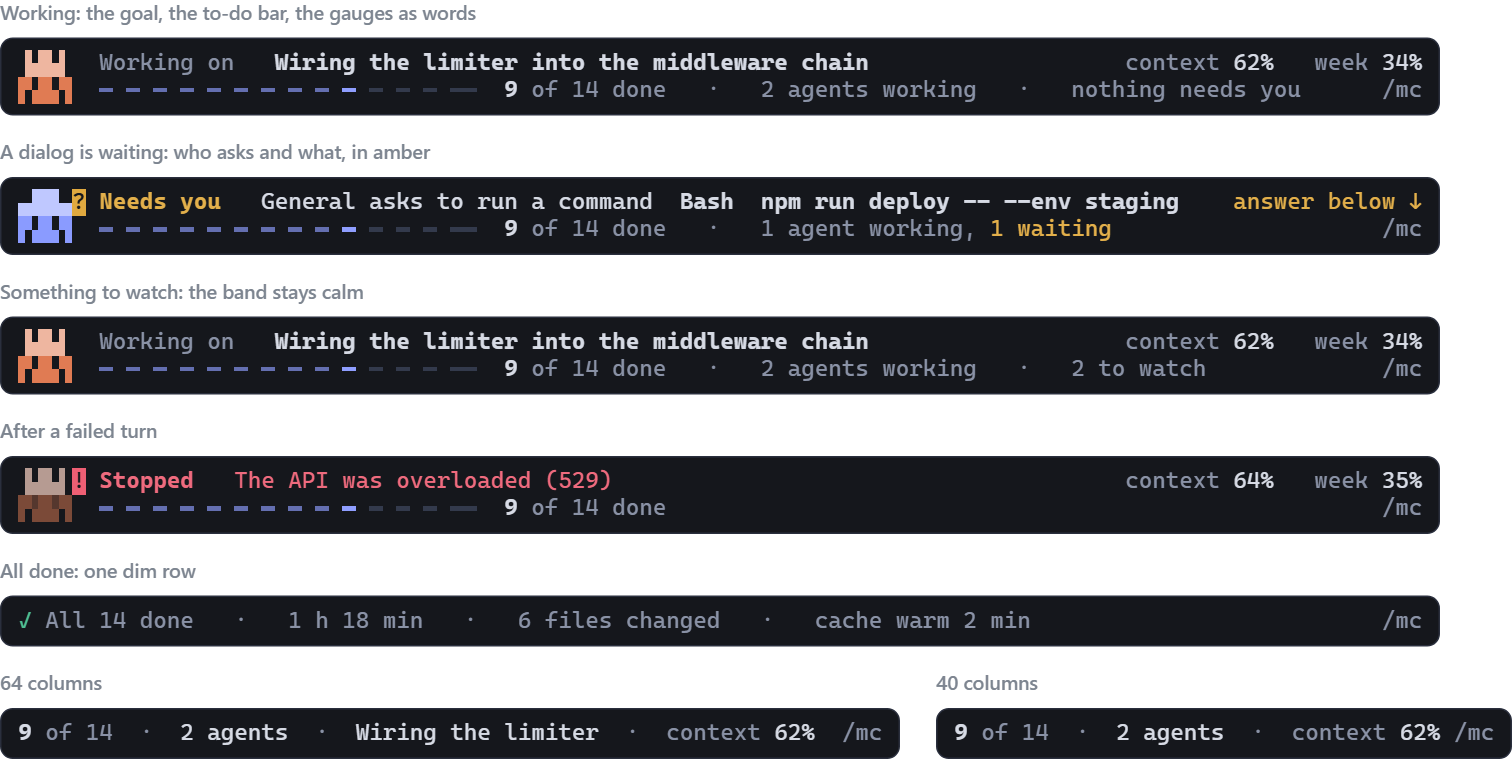 Working: the goal, the to-do bar, the gauges as words
Working on Wiring the limiter into the middleware chain context 62% week 34%
9 of 14 done · 2 agents working · nothing needs you /mc
A dialog is waiting: who asks and what, in amber
? Needs you General asks to run a command Bash npm run deploy -- --env staging answer below ↓
9 of 14 done · 1 agent working, 1 waiting /mc
Something to watch: the band stays calm
Working on Wiring the limiter into the middleware chain context 62% week 34%
9 of 14 done · 2 agents working · 2 to watch /mc
After a failed turn
! Stopped The API was overloaded (529) context 64% week 35%
9 of 14 done /mc
All done: one dim row
✓ All 14 done · 1 h 18 min · 6 files changed · cache warm 2 min /mc
64 columns
9 of 14 · 2 agents · Wiring the limiter · context 62% /mc
40 columns
9 of 14 · 2 agents · context 62% /mc